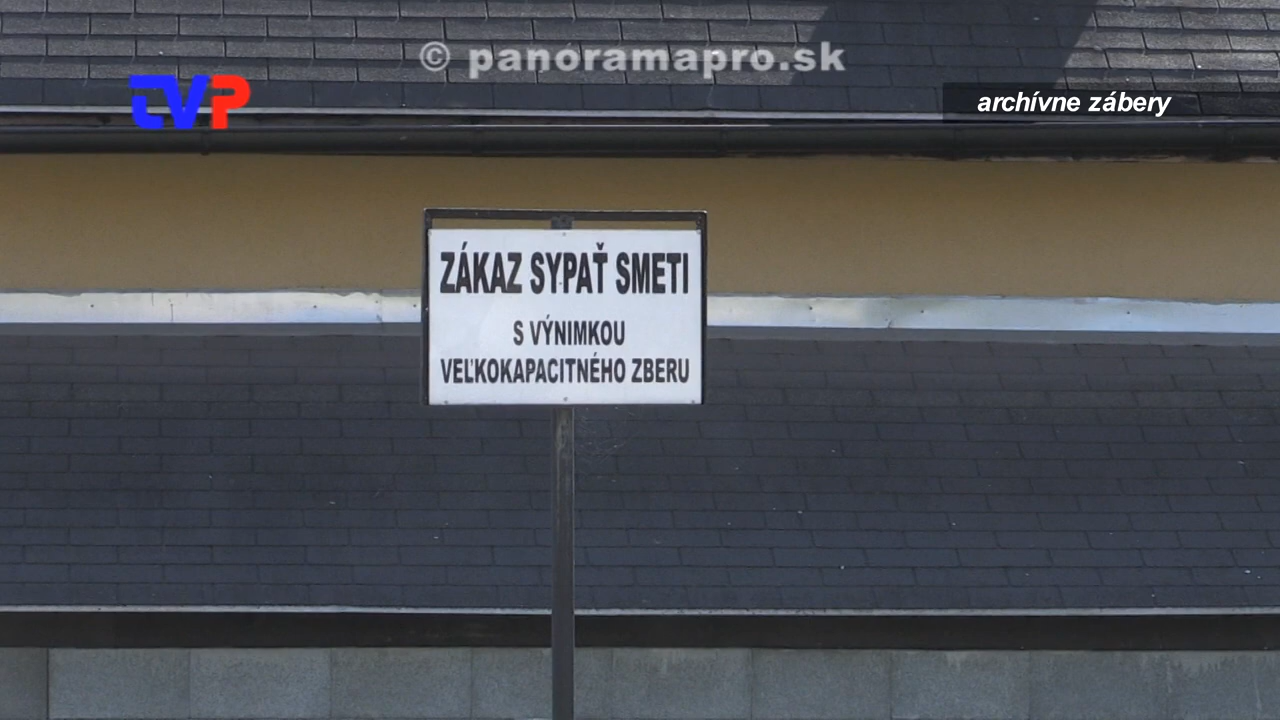 © panoramapro.sk
TVP
archívne zábery
ZÁKAZ SYPAŤ SMETI
S VÝNIMKOU
VEĽKOKAPACITNÉHO ZBERU